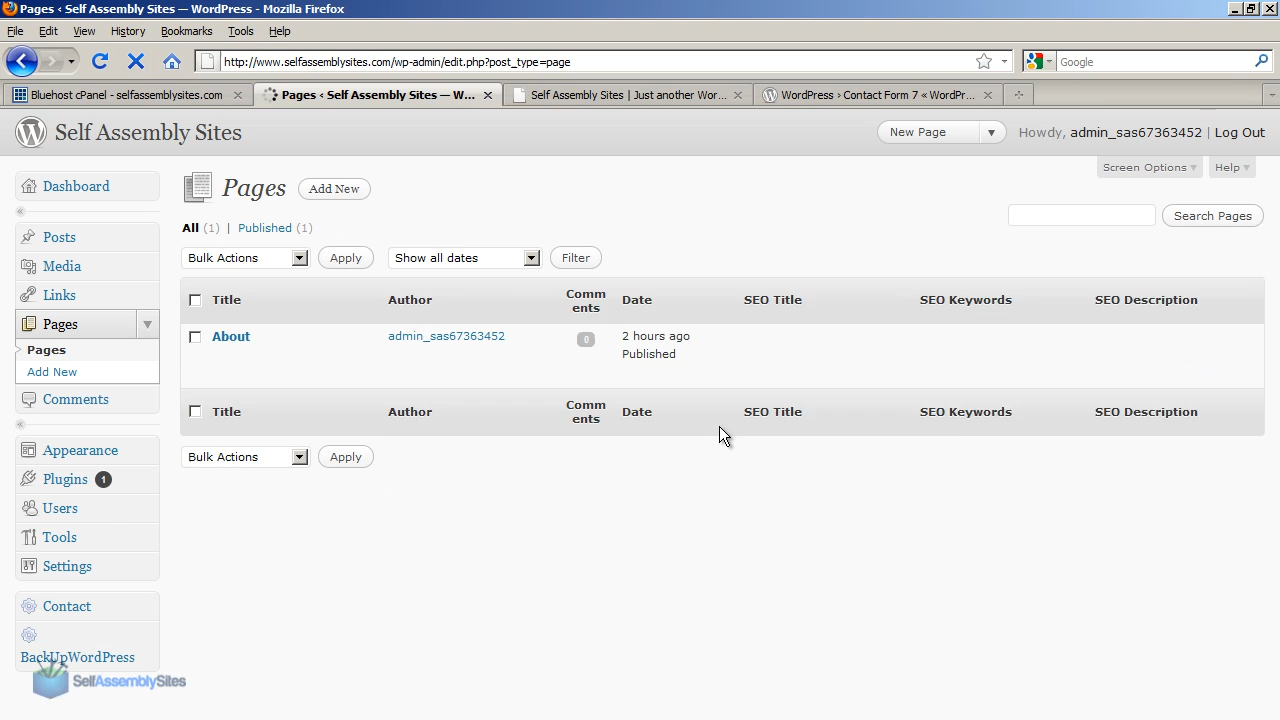 Pages ‹ Self Assembly Sites — WordPress - Mozilla Firefox
File Edit View History Bookmarks Tools Help
http://www.selfassemblysites.com/wp-admin/edit.php?post_type=page
Google
Bluehost cPanel - selfassemblysites.com
Pages ‹ Self Assembly Sites — W...
Self Assembly Sites | Just another Wor...
WordPress › Contact Form 7 « WordPr...
Self Assembly Sites
New Page
Howdy, admin_sas67363452 | Log Out
Screen Options
Help
Pages
Add New
Search Pages
All (1) | Published (1)
Bulk Actions
Apply
Show all dates
Filter
Title Author Comm ents Date SEO Title SEO Keywords SEO Description
About admin_sas67363452 0 2 hours ago
Published
Title Author Comm ents Date SEO Title SEO Keywords SEO Description
Bulk Actions
Apply
Dashboard
Posts
Media
Links
Pages
Pages
Add New
Comments
Appearance
Plugins 1
Users
Tools
Settings
Contact
BackUpWordPress
SelfAssemblySites